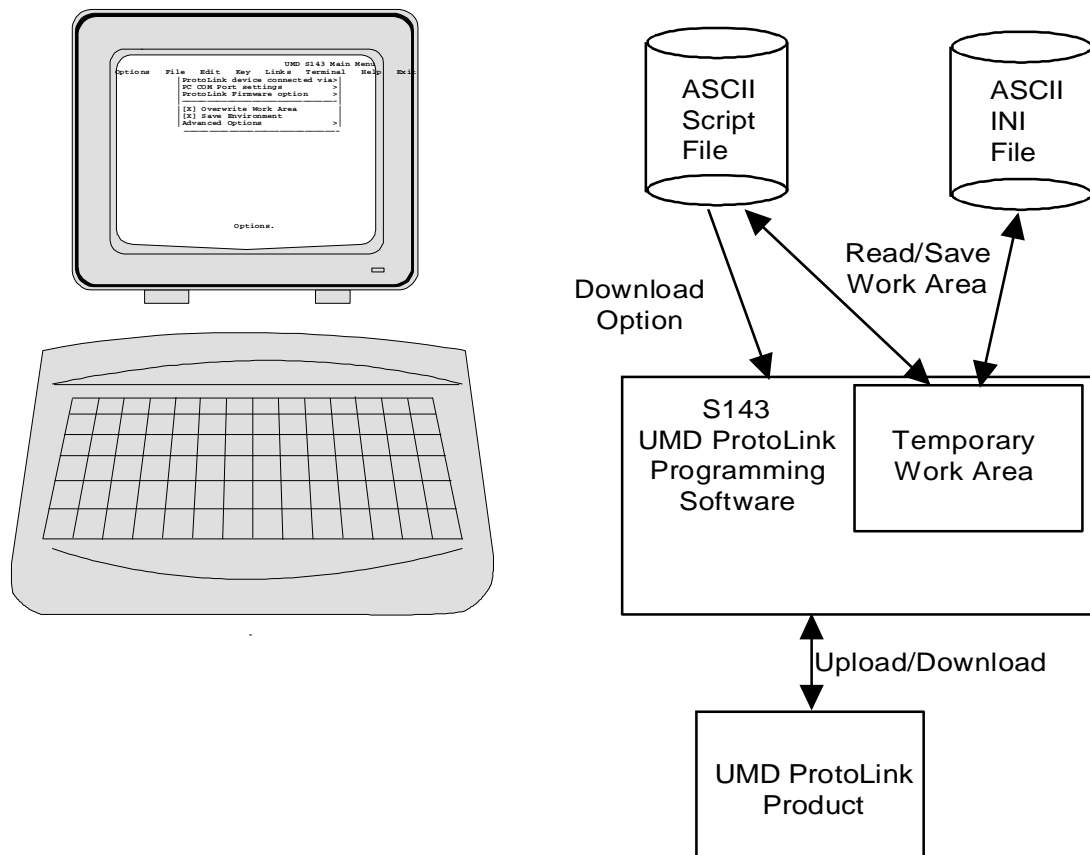 UMD S143 Main Menu
Options File Edit Key Links Terminal Help Exit
ProtoLink device connected via>
PC COM Port settings >
ProtoLink Firmware option >
[X] Overwrite Work Area
[X] Save Environment
Advanced Options >
Options.
ASCII
Script
File
ASCII
INI
File
Download
Option
Read/Save
Work Area
S143
UMD ProtoLink
Programming
Software
Temporary
Work Area
Upload/Download
UMD ProtoLink
Product